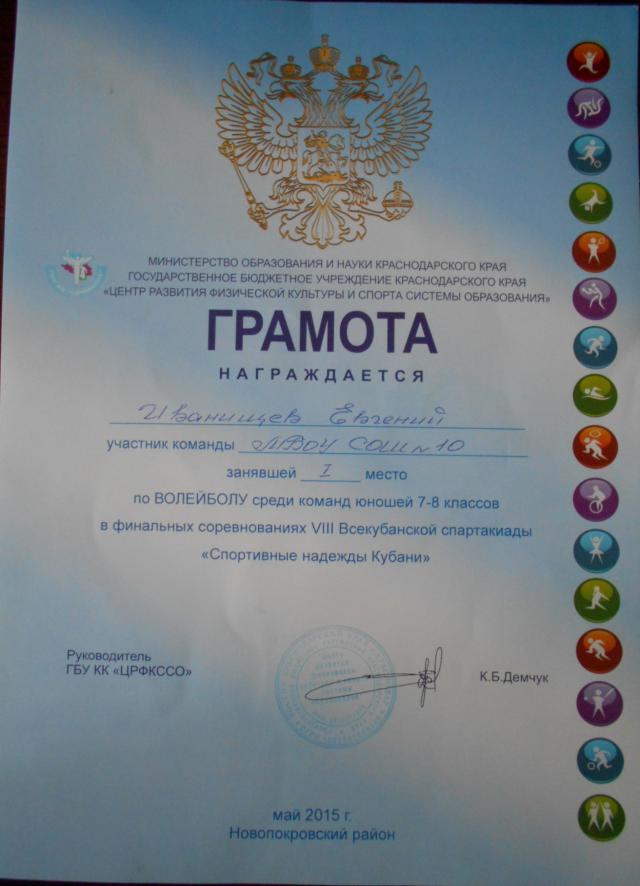 МИНИСТЕРСТВО ОБРАЗОВАНИЯ И НАУКИ КРАСНОДАРСКОГО КРАЯ
ГОСУДАРСТВЕННОЕ БЮДЖЕТНОЕ УЧРЕЖДЕНИЕ КРАСНОДАРСКОГО КРАЯ
«ЦЕНТР РАЗВИТИЯ ФИЗИЧЕСКОЙ КУЛЬТУРЫ И СПОРТА СИСТЕМЫ ОБРАЗОВАНИЯ»
ГРАМОТА
НАГРАЖДАЕТСЯ
Иванищев Евгений
участник команды МБОУ СОШ №10
занявшей I место
по ВОЛЕЙБОЛУ среди команд юношей 7-8 классов
в финальных соревнованиях VIII Всекубанской спартакиады
«Спортивные надежды Кубани»
Руководитель
ГБУ КК «ЦРФКССО»
К.Б.Демчук
май 2015 г.
Новопокровский район